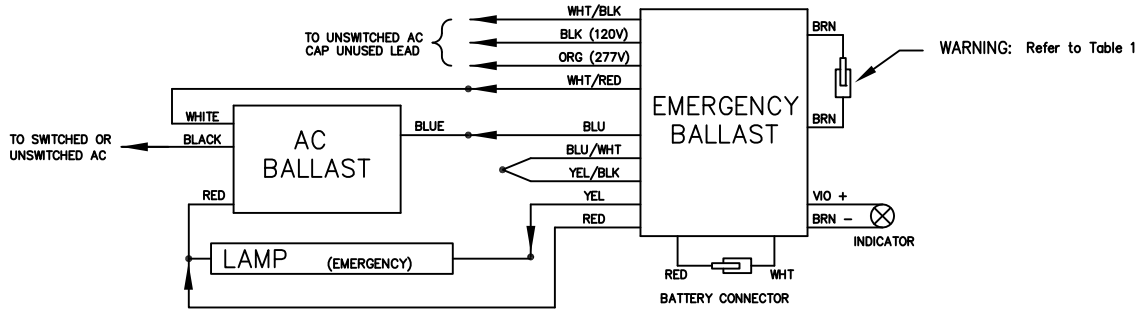 WHT/BLK
TO UNSWITCHED AC
CAP UNUSED LEAD
BLK (120V)
ORG (277V)
WHT/RED
BRN
WARNING: Refer to Table 1
EMERGENCY
BALLAST
BRN
WHITE
TO SWITCHED OR
UNSWITCHED AC
BLACK
AC
BALLAST
BLUE
BLU
BLU/WHT
YEL/BLK
RED
YEL
RED
VIO +
BRN -
INDICATOR
LAMP (EMERGENCY)
RED
WHT
BATTERY CONNECTOR